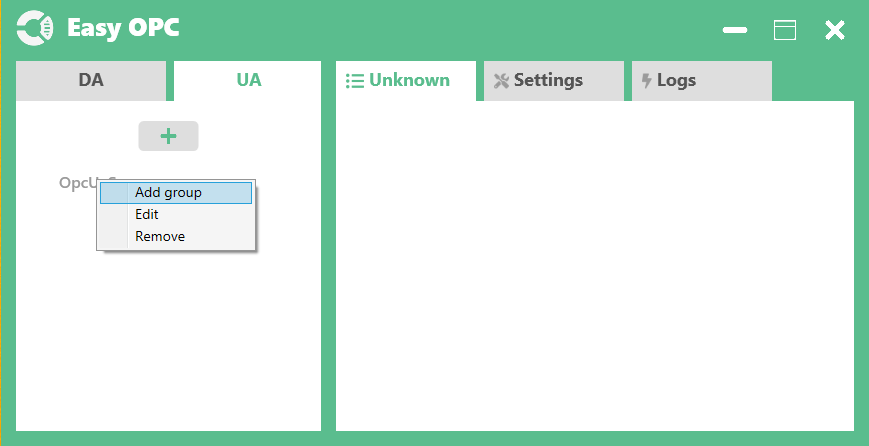 Easy OPC
DA
UA
Unknown
Settings
Logs
Add group
Edit
Remove